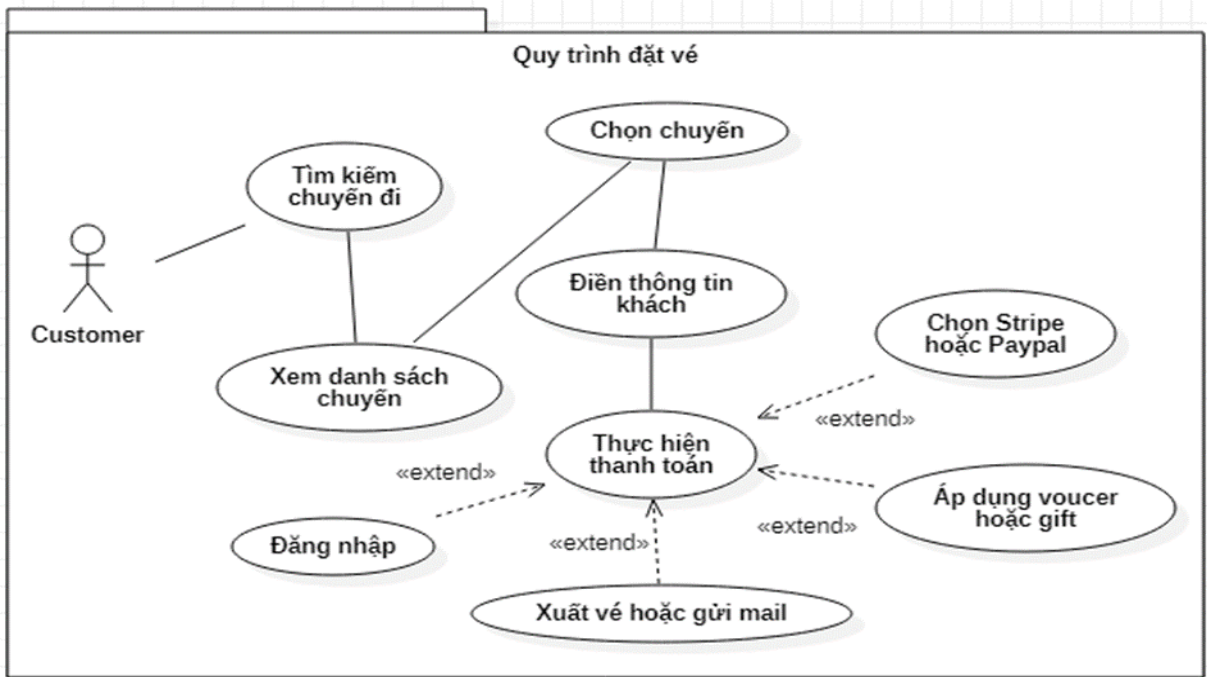 Quy trình đặt vé
Chọn chuyến
Tìm kiếm
chuyến đi
Customer
Điền thông tin
khách
Chọn Stripe
hoặc Paypal
Xem danh sách
chuyến
«extend»
Thực hiện
thanh toán
«extend»
Áp dụng voucer
hoặc gift
«extend»
«extend»
Đăng nhập
Xuất vé hoặc gửi mail